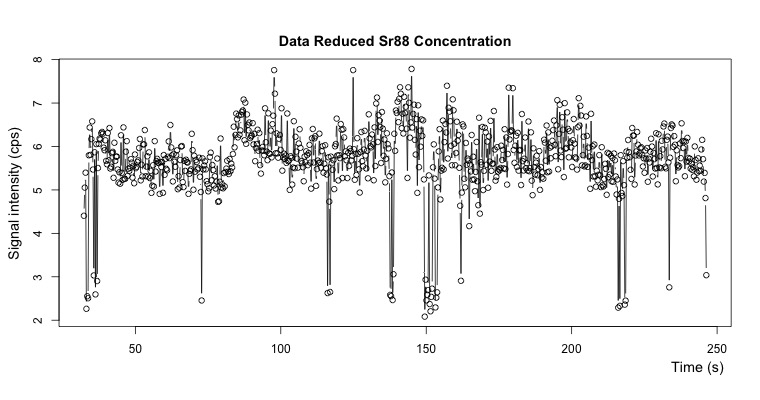 Data Reduced Sr88 Concentration
Signal intensity (cps)
8
7
6
5
4
3
2
50 100 150 200 250
Time (s)